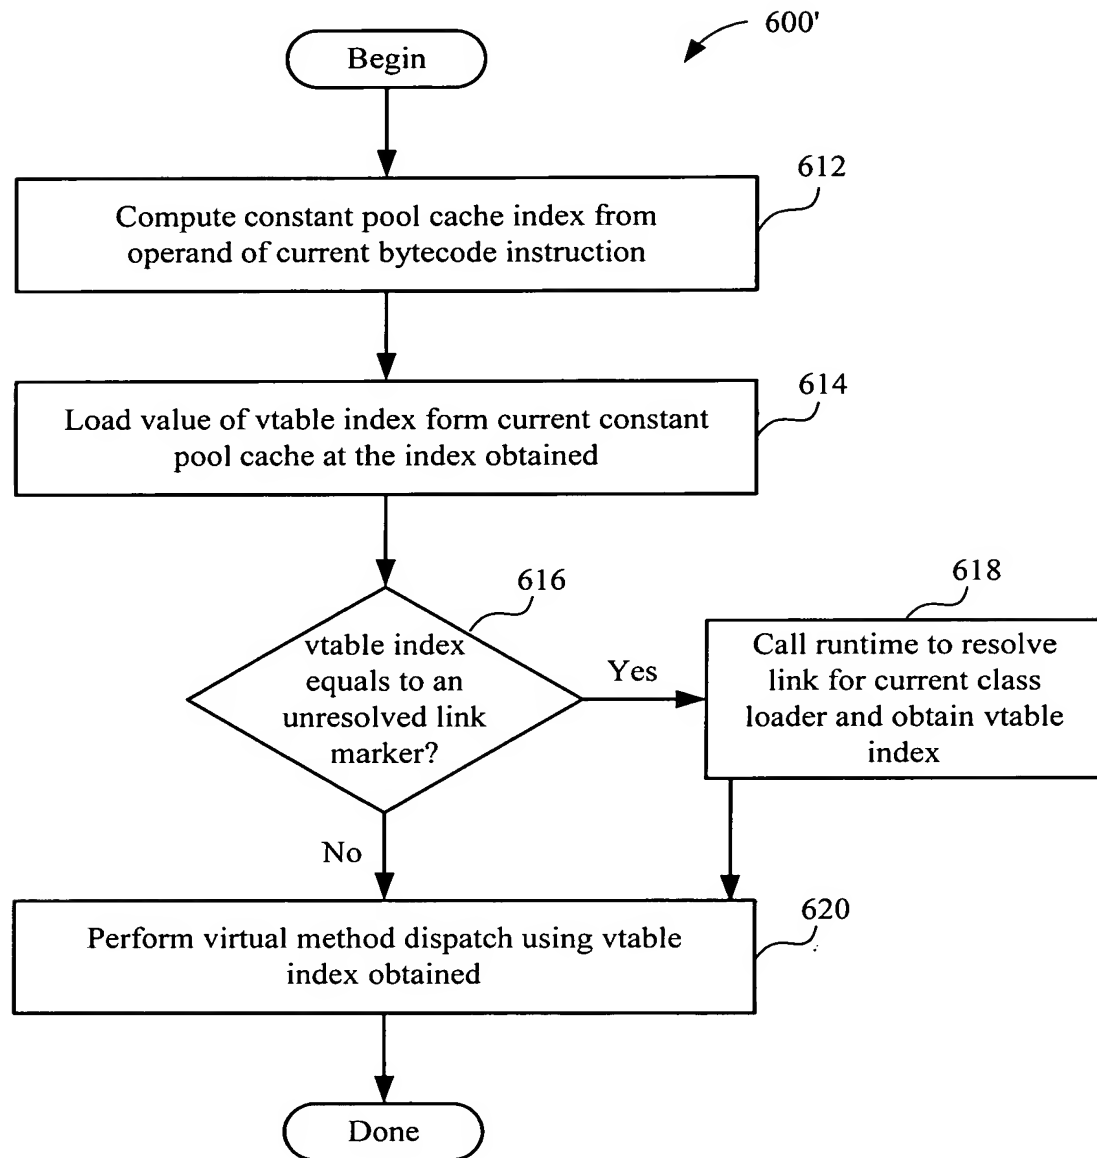 600'
Begin
612
Compute constant pool cache index from
operand of current bytecode instruction
614
Load value of vtable index form current constant
pool cache at the index obtained
616
vtable index
equals to an
unresolved link
marker?
Yes
618
Call runtime to resolve
link for current class
loader and obtain vtable
index
No
620
Perform virtual method dispatch using vtable
index obtained
Done